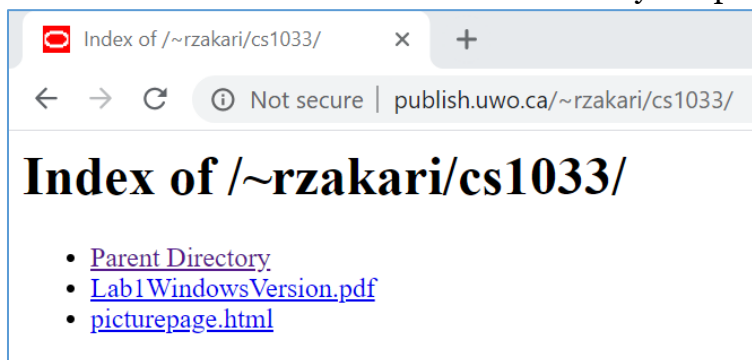 Index of /~rzakari/cs1033/
Not secure | publish.uwo.ca/~rzakari/cs1033/
Index of /~rzakari/cs1033/
• Parent Directory
• Lab1WindowsVersion.pdf
• picturepage.html